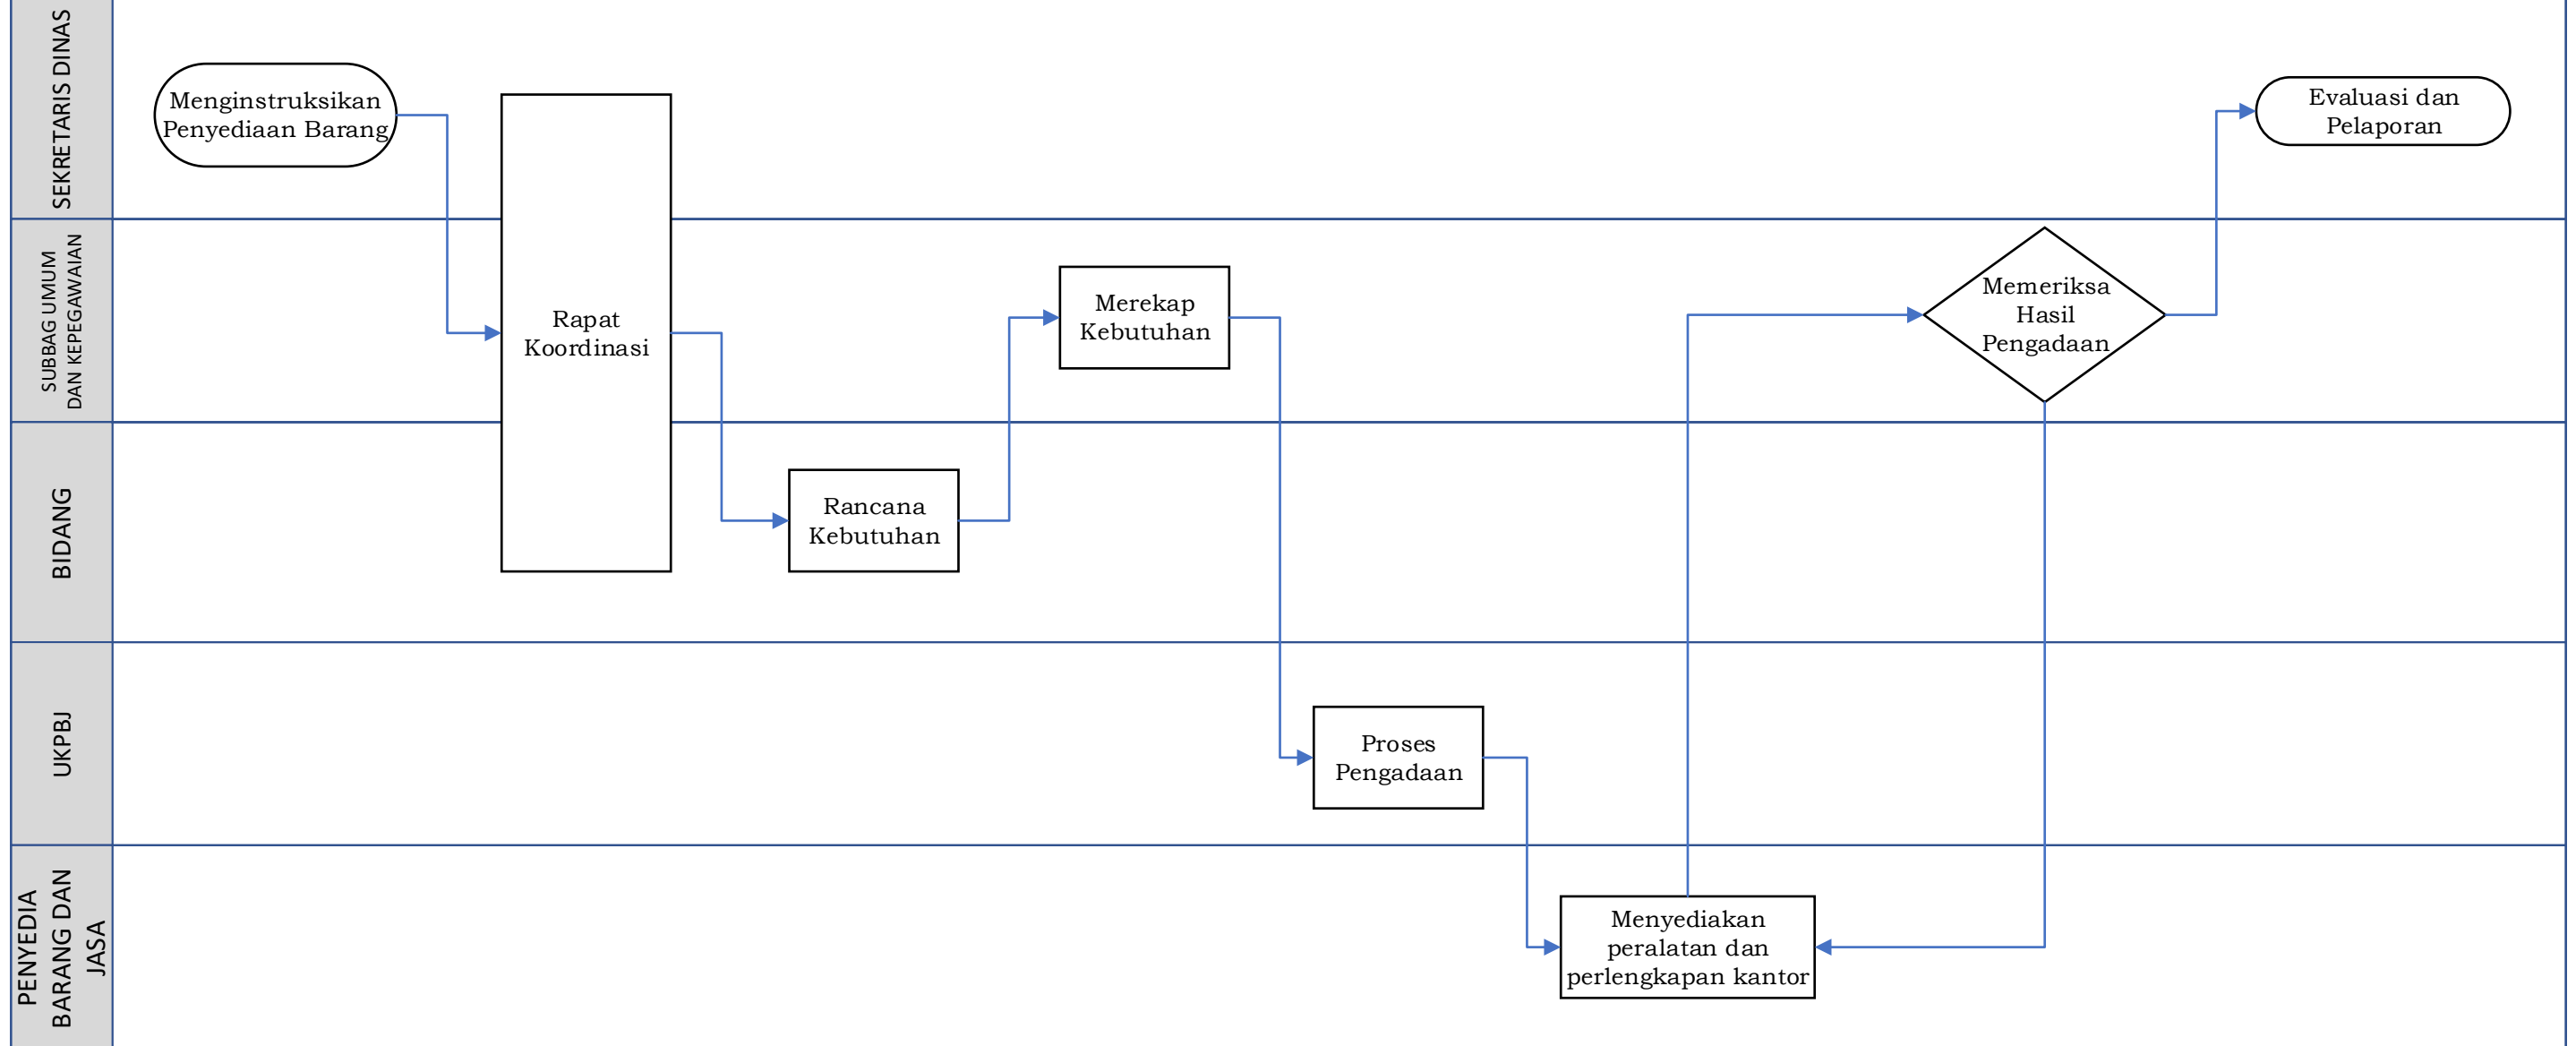 SEKRETARIS DINAS
Menginstruksikan
Penyediaan Barang
Evaluasi dan
Pelaporan
SUBBAG UMUM
DAN KEPEGAWAIAN
Rapat
Koordinasi
Merekap
Kebutuhan
Memeriksa
Hasil
Pengadaan
BIDANG
Rancana
Kebutuhan
UKPBJ
Proses
Pengadaan
PENYEDIA
BARANG DAN
JASA
Menyediakan
peralatan dan
perlengkapan kantor